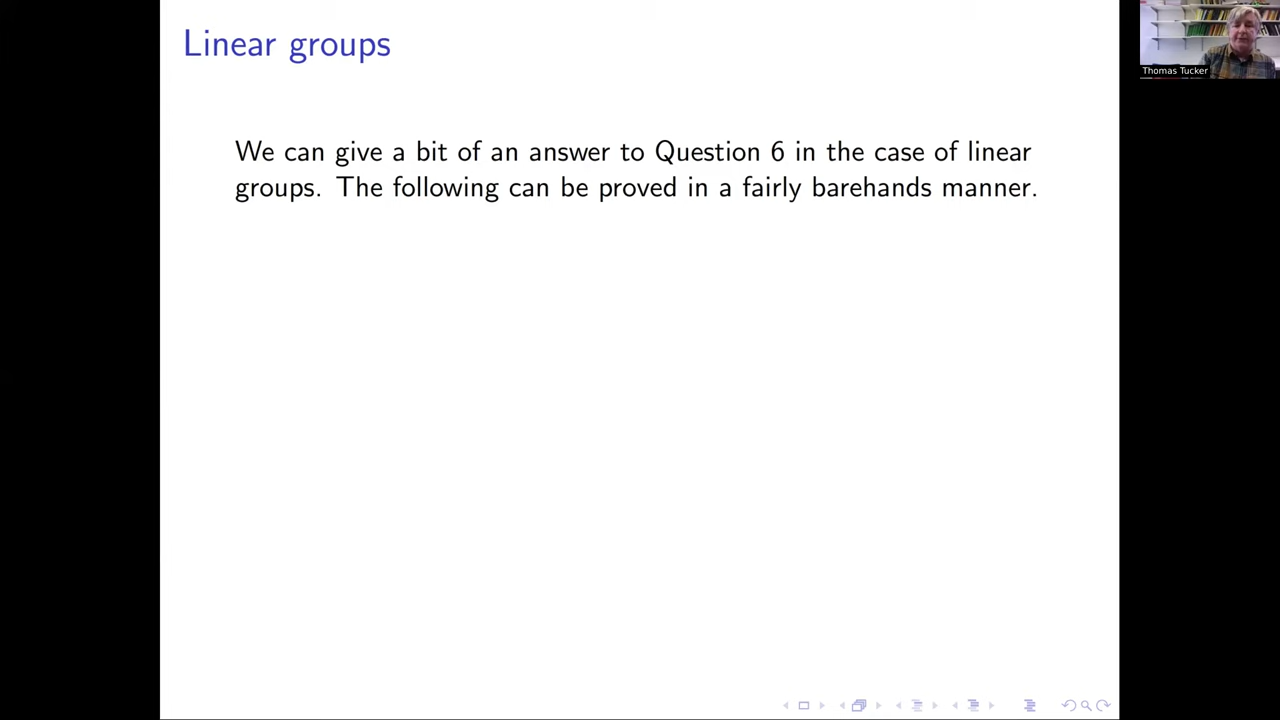 Linear groups
Thomas Tucker
We can give a bit of an answer to Question 6 in the case of linear
groups. The following can be proved in a fairly barehands manner.